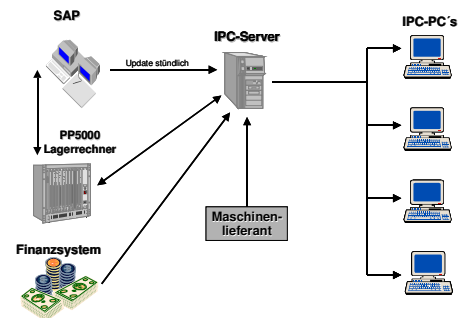 SAP
IPC-Server
IPC-PC´s
Update stündlich
PP5000
Lagerrechner
Maschinen-
lieferant
Finanzsystem